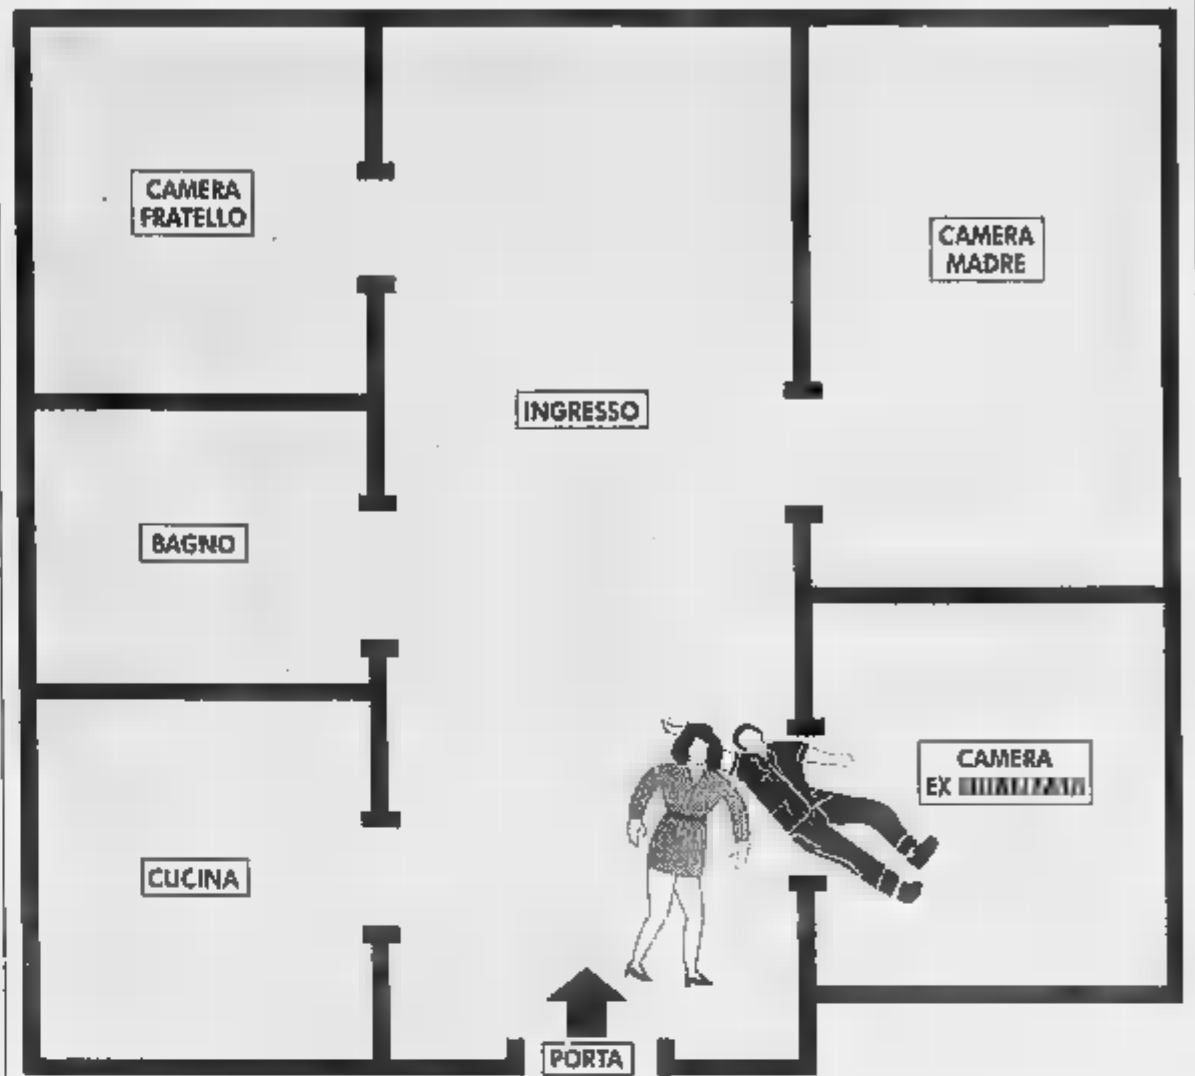 CAMERA
FRATELLO
CAMERA
MADRE
INGRESSO
BAGNO
CAMERA
EX
CUCINA
PORTA